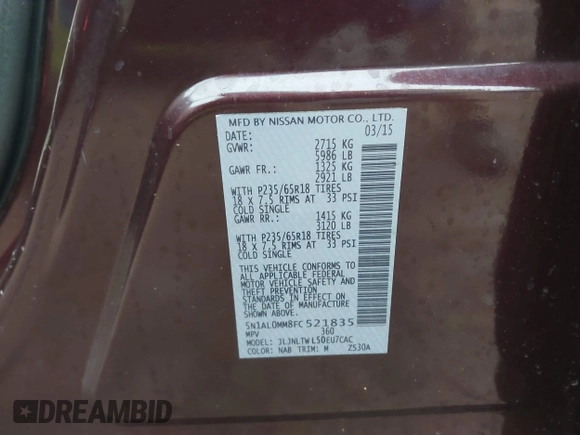 MFD BY NISSAN MOTOR CO., LTD.
DATE: 03/15
GVWR: 2715 KG
5986 LB
GAWR FR.: 1325 KG
2921 LB
WITH P235/65R18 TIRES
18 X 7.5 RIMS AT 33 PSI
COLD SINGLE
GAWR RR.: 1415 KG
3120 LB
WITH P235/65R18 TIRES
18 X 7.5 RIMS AT 33 PSI
COLD SINGLE
THIS VEHICLE CONFORMS TO
ALL APPLICABLE FEDERAL
MOTOR VEHICLE SAFETY AND
THEFT PREVENTION
STANDARDS IN EFFECT ON
THE DATE OF MANUFACTURE
SHOWN ABOVE.
5N1AL0MM8FC521835
MPV 360
MODEL: JLJNLTWL50EU7CAC
COLOR: NAB TRIM: M Z530A
DREAMBID